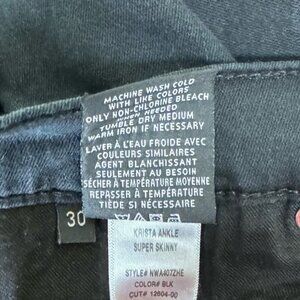 MACHINE WASH COLD
WITH LIKE COLORS
ONLY NON-CHLORINE BLEACH
WHEN NEEDED
TUMBLE DRY MEDIUM
WARM IRON IF NECESSARY
LAVER À L'EAU FROIDE AVEC
COULEURS SIMILAIRES
AGENT BLANCHISSANT
SEULEMENT AU BESOIN
SÉCHER À TEMPÉRATURE MOYENNE
REPASSER À TEMPÉRATURE
TIÈDE SI NÉCESSAIRE
30
KRISTA ANKLE
SUPER SKINNY
STYLE# NWA407ZHE
COLOR# BLK
CUT# 12604-00